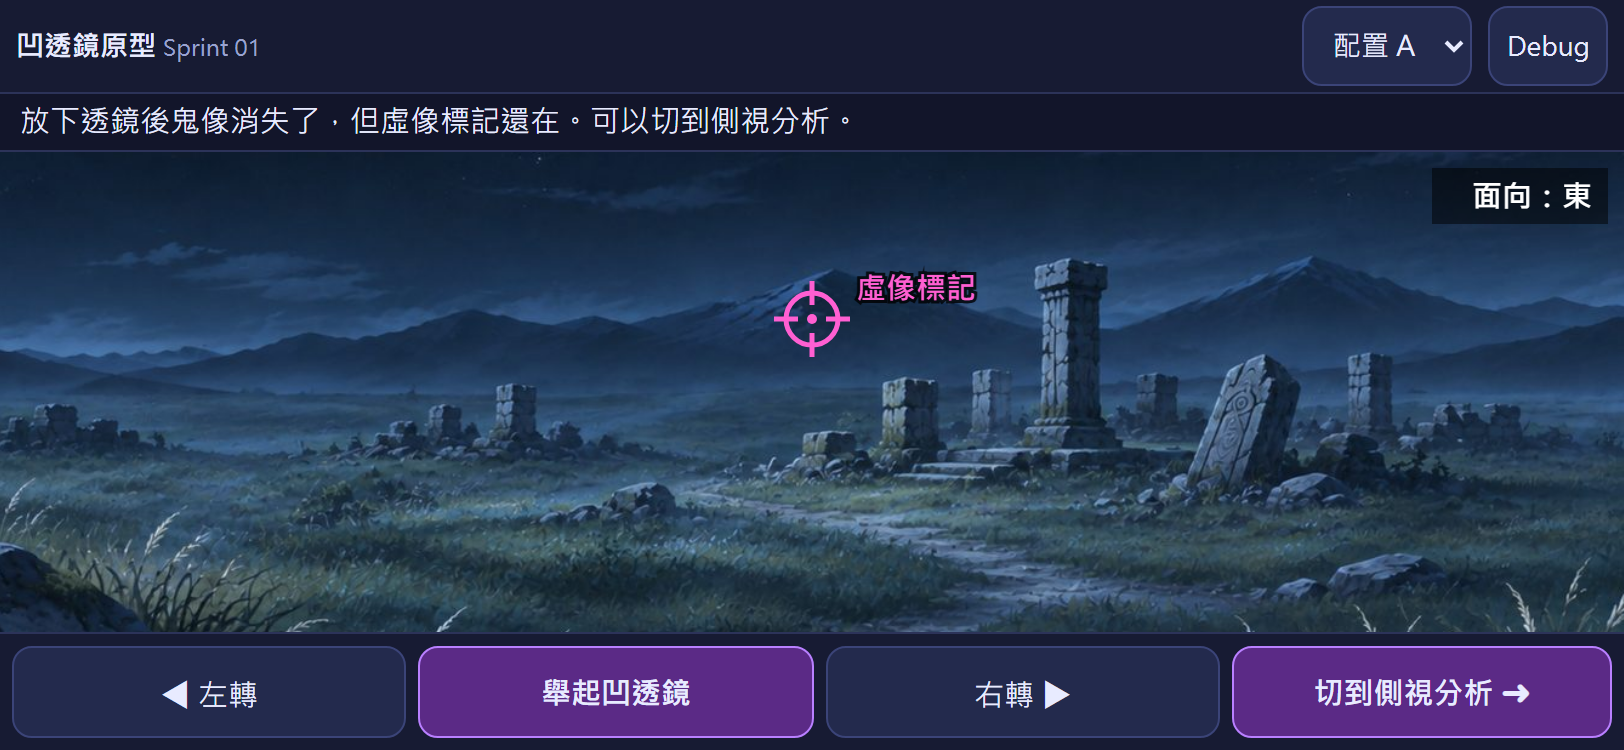 凹透鏡原型 Sprint 01
配置 A
Debug
放下透鏡後鬼像消失了，但虛像標記還在。可以切到側視分析。
面向：東
虛像標記
◀ 左轉
舉起凹透鏡
右轉 ▶
切到側視分析 ➜